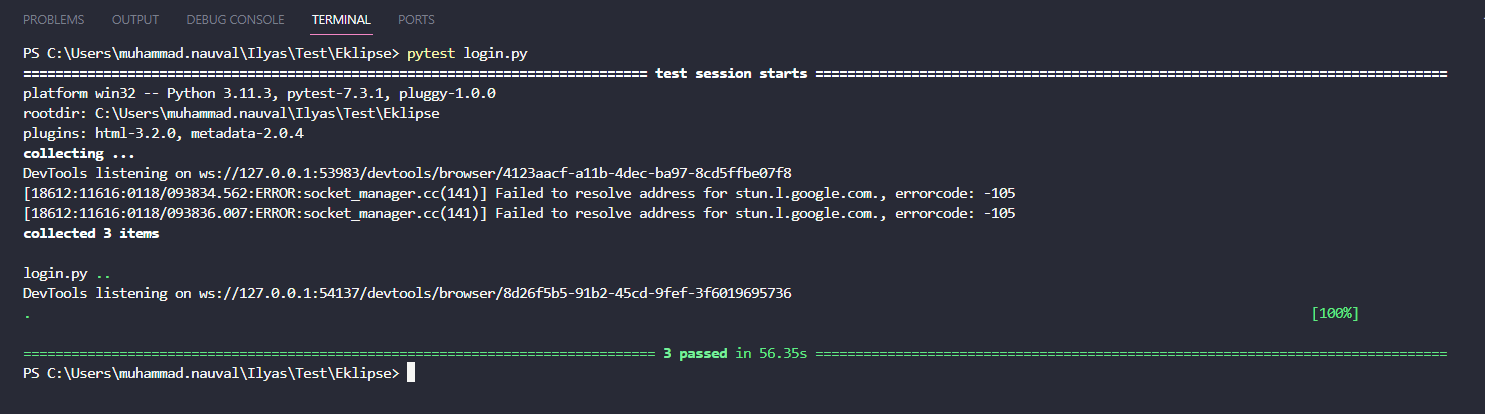 PROBLEMS OUTPUT DEBUG CONSOLE TERMINAL PORTS
PS C:\Users\muhammad.nauval\Ilyas\Test\Eklipse> pytest login.py
============================================================================== test session starts ===============================================================================
platform win32 -- Python 3.11.3, pytest-7.3.1, pluggy-1.0.0
rootdir: C:\Users\muhammad.nauval\Ilyas\Test\Eklipse
plugins: html-3.2.0, metadata-2.0.4
collecting ...
DevTools listening on ws://127.0.0.1:53983/devtools/browser/4123aacf-a11b-4dec-ba97-8cd5ffbe07f8
[18612:11616:0118/093834.562:ERROR:socket_manager.cc(141)] Failed to resolve address for stun.l.google.com., errorcode: -105
[18612:11616:0118/093836.007:ERROR:socket_manager.cc(141)] Failed to resolve address for stun.l.google.com., errorcode: -105
collected 3 items
login.py ..
DevTools listening on ws://127.0.0.1:54137/devtools/browser/8d26f5b5-91b2-45cd-9fef-3f6019695736
. [100%]
=============================================================================== 3 passed in 56.35s ===============================================================================
PS C:\Users\muhammad.nauval\Ilyas\Test\Eklipse>